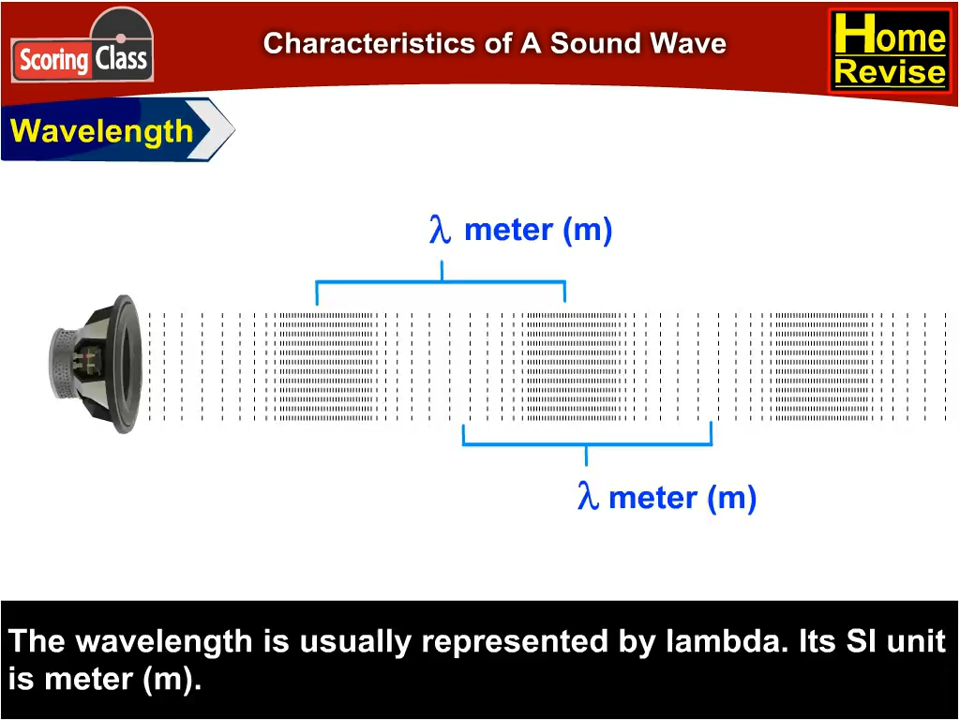 Scoring Class
Characteristics of A Sound Wave
Home
Revise
Wavelength
λ meter (m)
λ meter (m)
The wavelength is usually represented by lambda. Its SI unit
is meter (m).